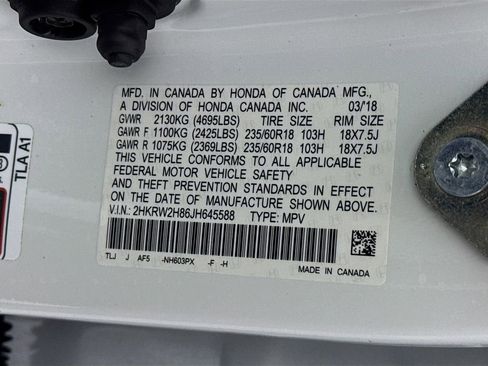 MFD. IN CANADA BY HONDA OF CANADA MFG.,
A DIVISION OF HONDA CANADA INC. 03/18
GVWR 2130KG (4695LBS) TIRE SIZE RIM SIZE
GAWR F 1100KG (2425LBS) 235/60R18 103H 18X7.5J
GAWR R 1075KG (2369LBS) 235/60R18 103H 18X7.5J
THIS VEHICLE CONFORMS TO ALL APPLICABLE
FEDERAL MOTOR VEHICLE SAFETY
AND THEFT PREVENTION STANDARDS IN EFFECT
ON THE DATE OF MANUFACTURE SHOWN ABOVE.
V.I.N.: 2HKRW2H86JH645588 TYPE: MPV
TLJ J AF5 -NH603PX -F -H
MADE IN CANADA
TLA A1